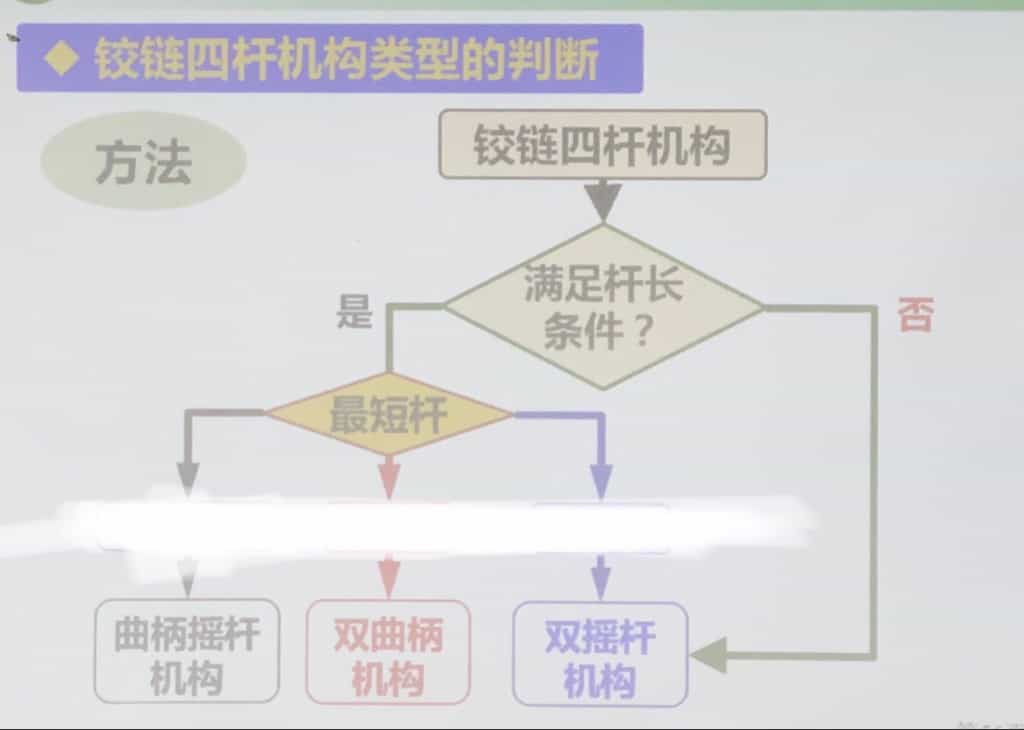 铰链四杆机构类型的判断
方法
铰链四杆机构
满足杆长
条件？
是
否
最短杆
曲柄摇杆
机构
双曲柄
机构
双摇杆
机构